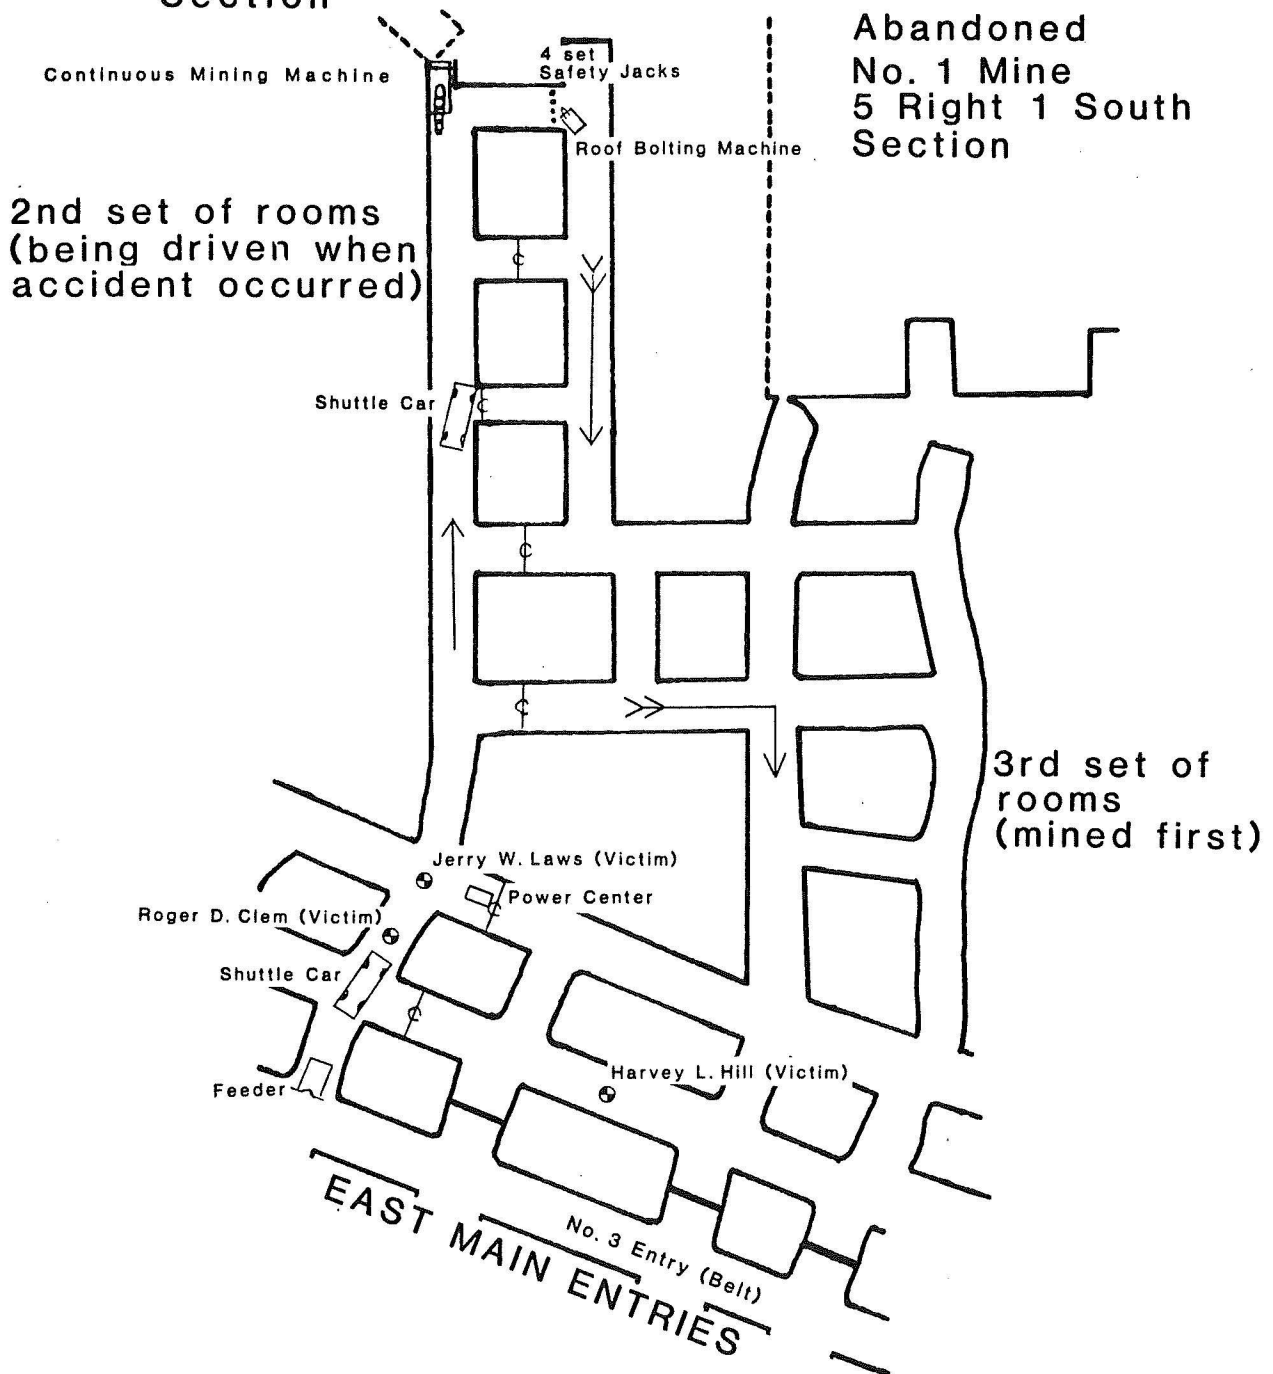 Section
Abandoned
No. 1 Mine
5 Right 1 South
Section
4 set
Safety Jacks
Continuous Mining Machine
Roof Bolting Machine
2nd set of rooms
(being driven when
accident occurred)
C
Shuttle Car
C
C
C
3rd set of
rooms
(mined first)
Jerry W. Laws (Victim)
Power Center
C
Roger D. Clem (Victim)
Shuttle Car
C
Harvey L. Hill (Victim)
Feeder
No. 3 Entry (Belt)
EAST MAIN ENTRIES